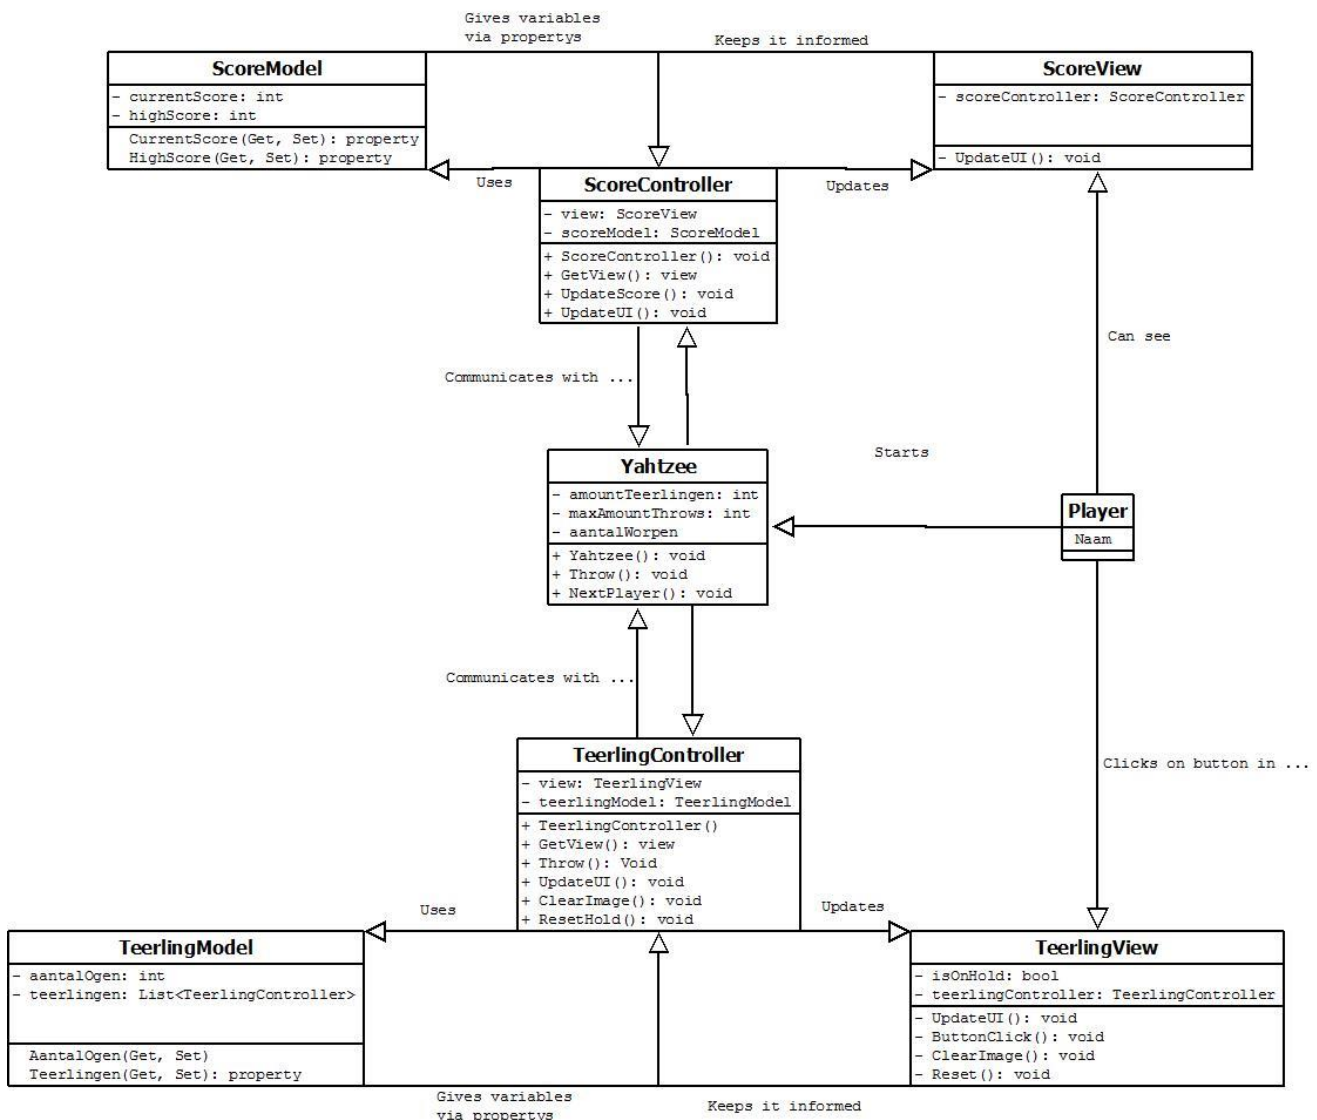 Gives variables
via propertys
Keeps it informed
ScoreModel
- currentScore: int
- highScore: int
CurrentScore(Get, Set): property
HighScore(Get, Set): property
ScoreView
- scoreController: ScoreController
- UpdateUI(): void
Uses
Updates
ScoreController
- view: ScoreView
- scoreModel: ScoreModel
+ ScoreController(): void
+ GetView(): view
+ UpdateScore(): void
+ UpdateUI(): void
Can see
Communicates with ...
Starts
Yahtzee
- amountTeerlingen: int
- maxAmountThrows: int
- aantalWorpen
+ Yahtzee(): void
+ Throw(): void
+ NextPlayer(): void
Player
Naam
Communicates with ...
Clicks on button in ...
TeerlingController
- view: TeerlingView
- teerlingModel: TeerlingModel
+ TeerlingController()
+ GetView(): view
+ Throw(): Void
+ UpdateUI(): void
+ ClearImage(): void
+ ResetHold(): void
Uses
Updates
TeerlingModel
- aantalOgen: int
- teerlingen: List<TeerlingController>
AantalOgen(Get, Set)
Teerlingen(Get, Set): property
TeerlingView
- isOnHold: bool
- teerlingController: TeerlingController
- UpdateUI(): void
- ButtonClick(): void
- ClearImage(): void
- Reset(): void
Gives variables
via propertys
Keeps it informed